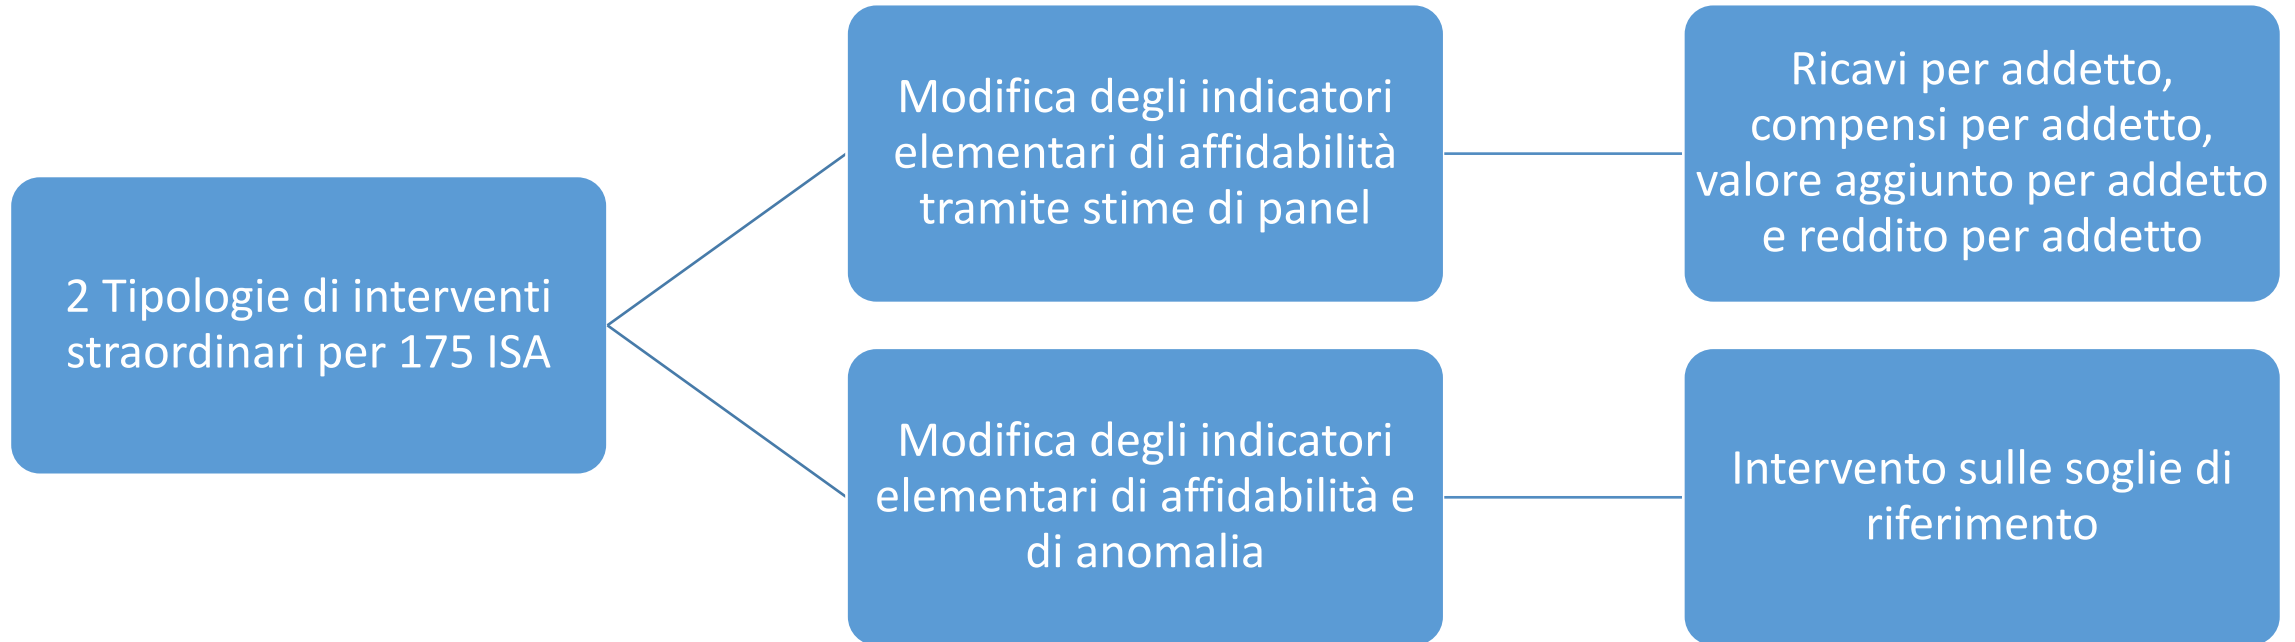 2 Tipologie di interventi
straordinari per 175 ISA
Modifica degli indicatori
elementari di affidabilità
tramite stime di panel
Ricavi per addetto,
compensi per addetto,
valore aggiunto per addetto
e reddito per addetto
Modifica degli indicatori
elementari di affidabilità e
di anomalia
Intervento sulle soglie di
riferimento